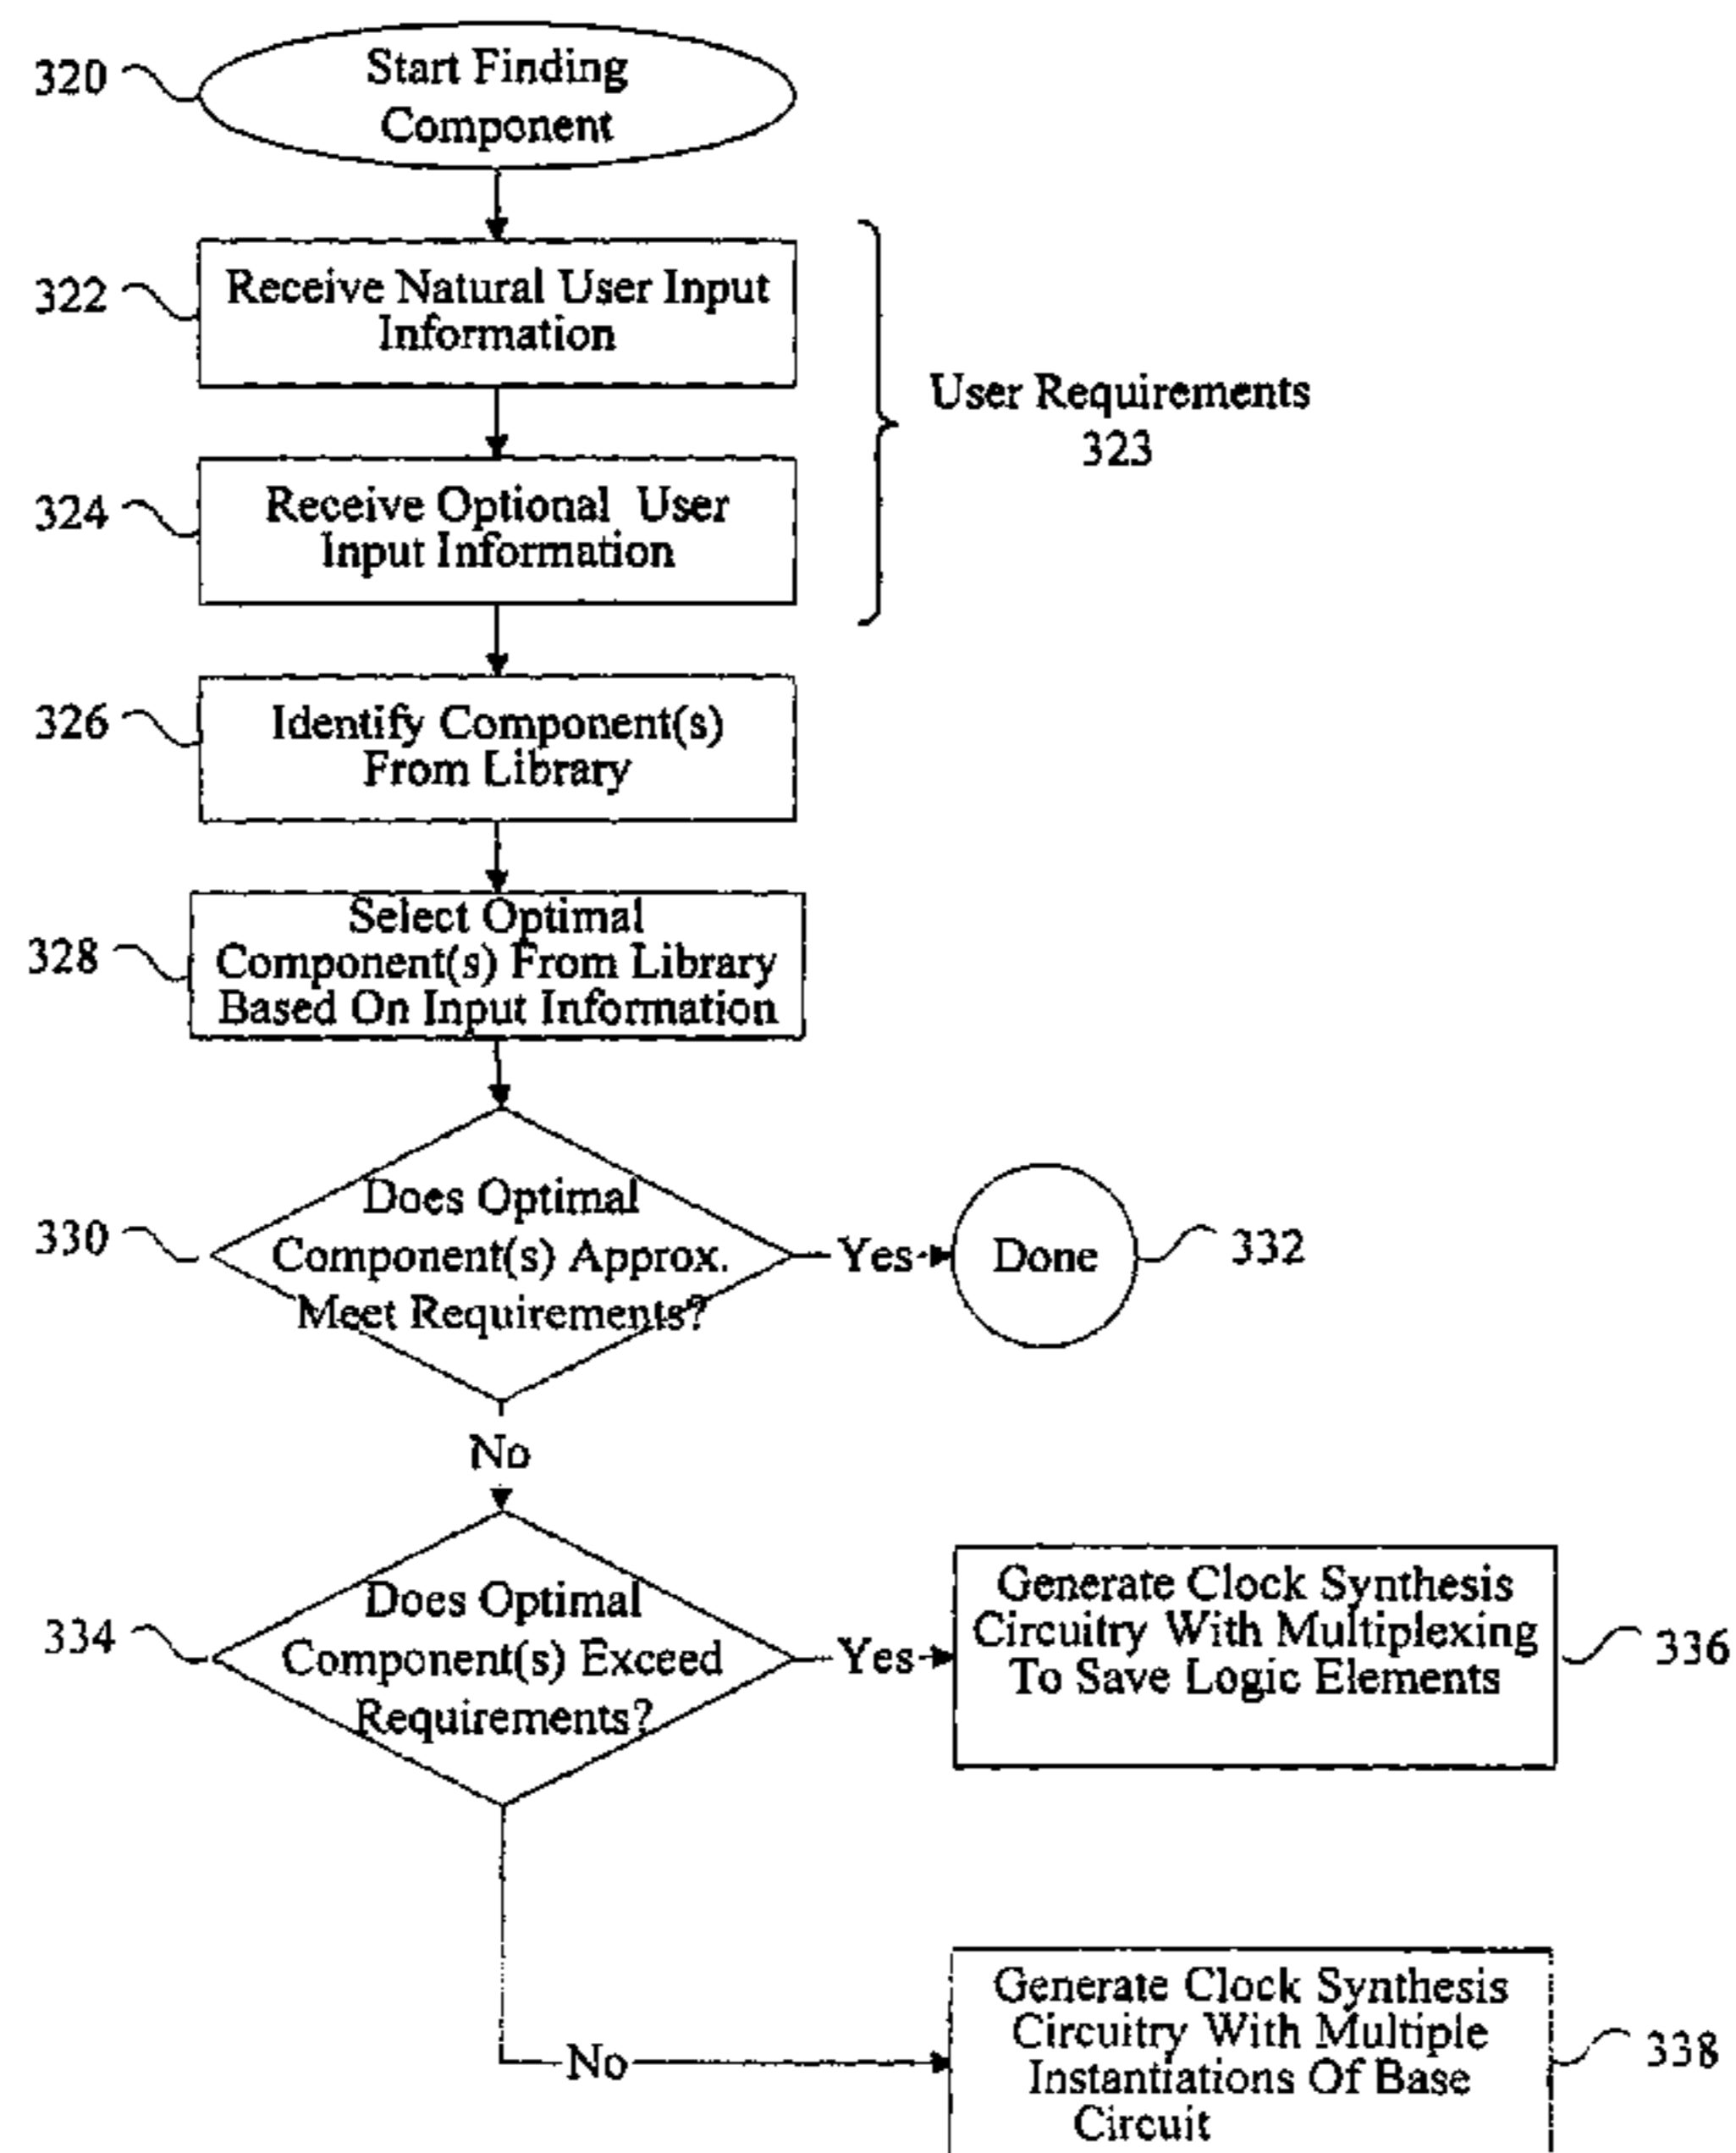 320
Start Finding
Component
322
Receive Natural User Input
Information
User Requirements
323
324
Receive Optional User
Input Information
326
Identify Component(s)
From Library
328
Select Optimal
Component(s) From Library
Based On Input Information
330
Does Optimal
Component(s) Approx.
Meet Requirements?
Yes
Done
332
No
334
Does Optimal
Component(s) Exceed
Requirements?
Yes
Generate Clock Synthesis
Circuitry With Multiplexing
To Save Logic Elements
336
No
Generate Clock Synthesis
Circuitry With Multiple
Instantiations Of Base
Circuit
338